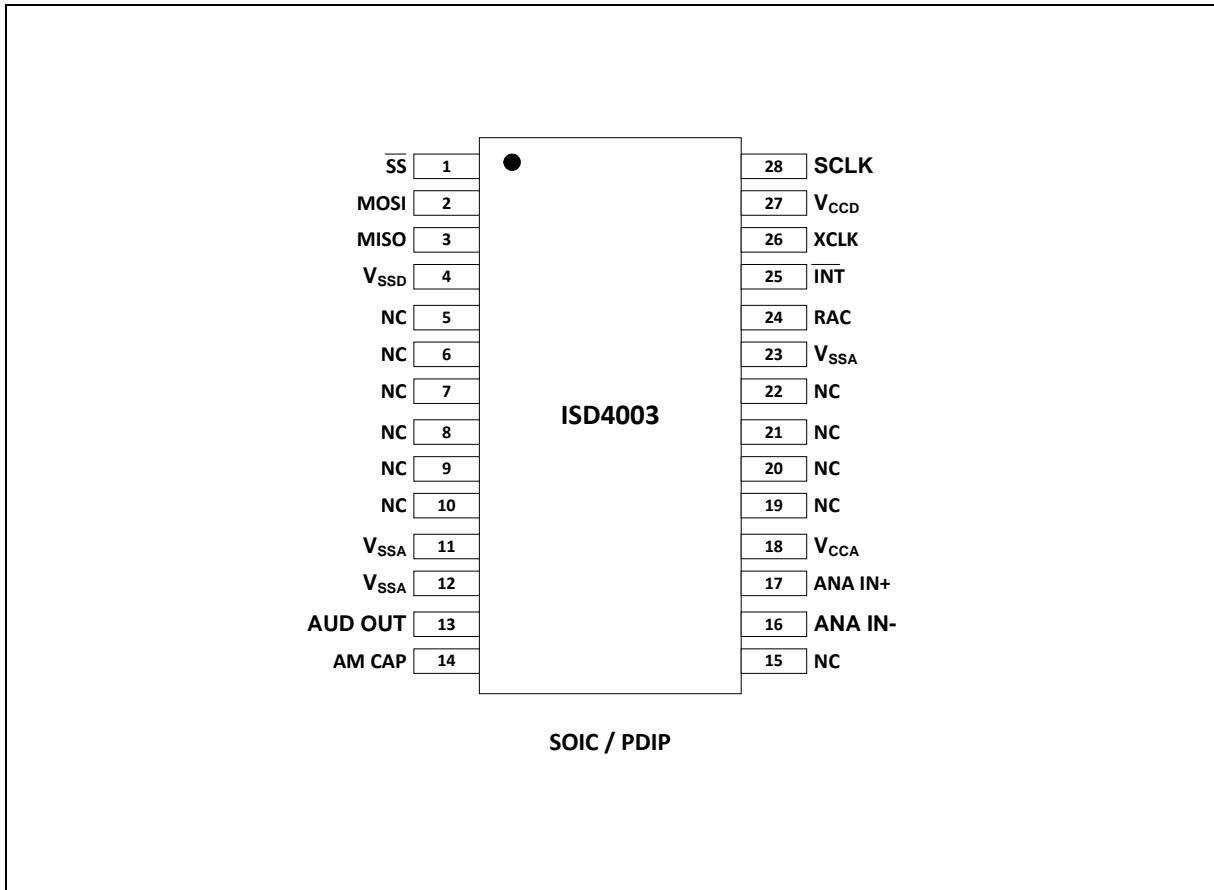 S̅S̅ 1 28 SCLK
MOSI 2 27 VCCD
MISO 3 26 XCLK
VSSD 4 25 I̅N̅T̅
NC 5 24 RAC
NC 6 23 VSSA
NC 7 22 NC
ISD4003
NC 8 21 NC
NC 9 20 NC
NC 10 19 NC
VSSA 11 18 VCCA
VSSA 12 17 ANA IN+
AUD OUT 13 16 ANA IN-
AM CAP 14 15 NC
SOIC / PDIP